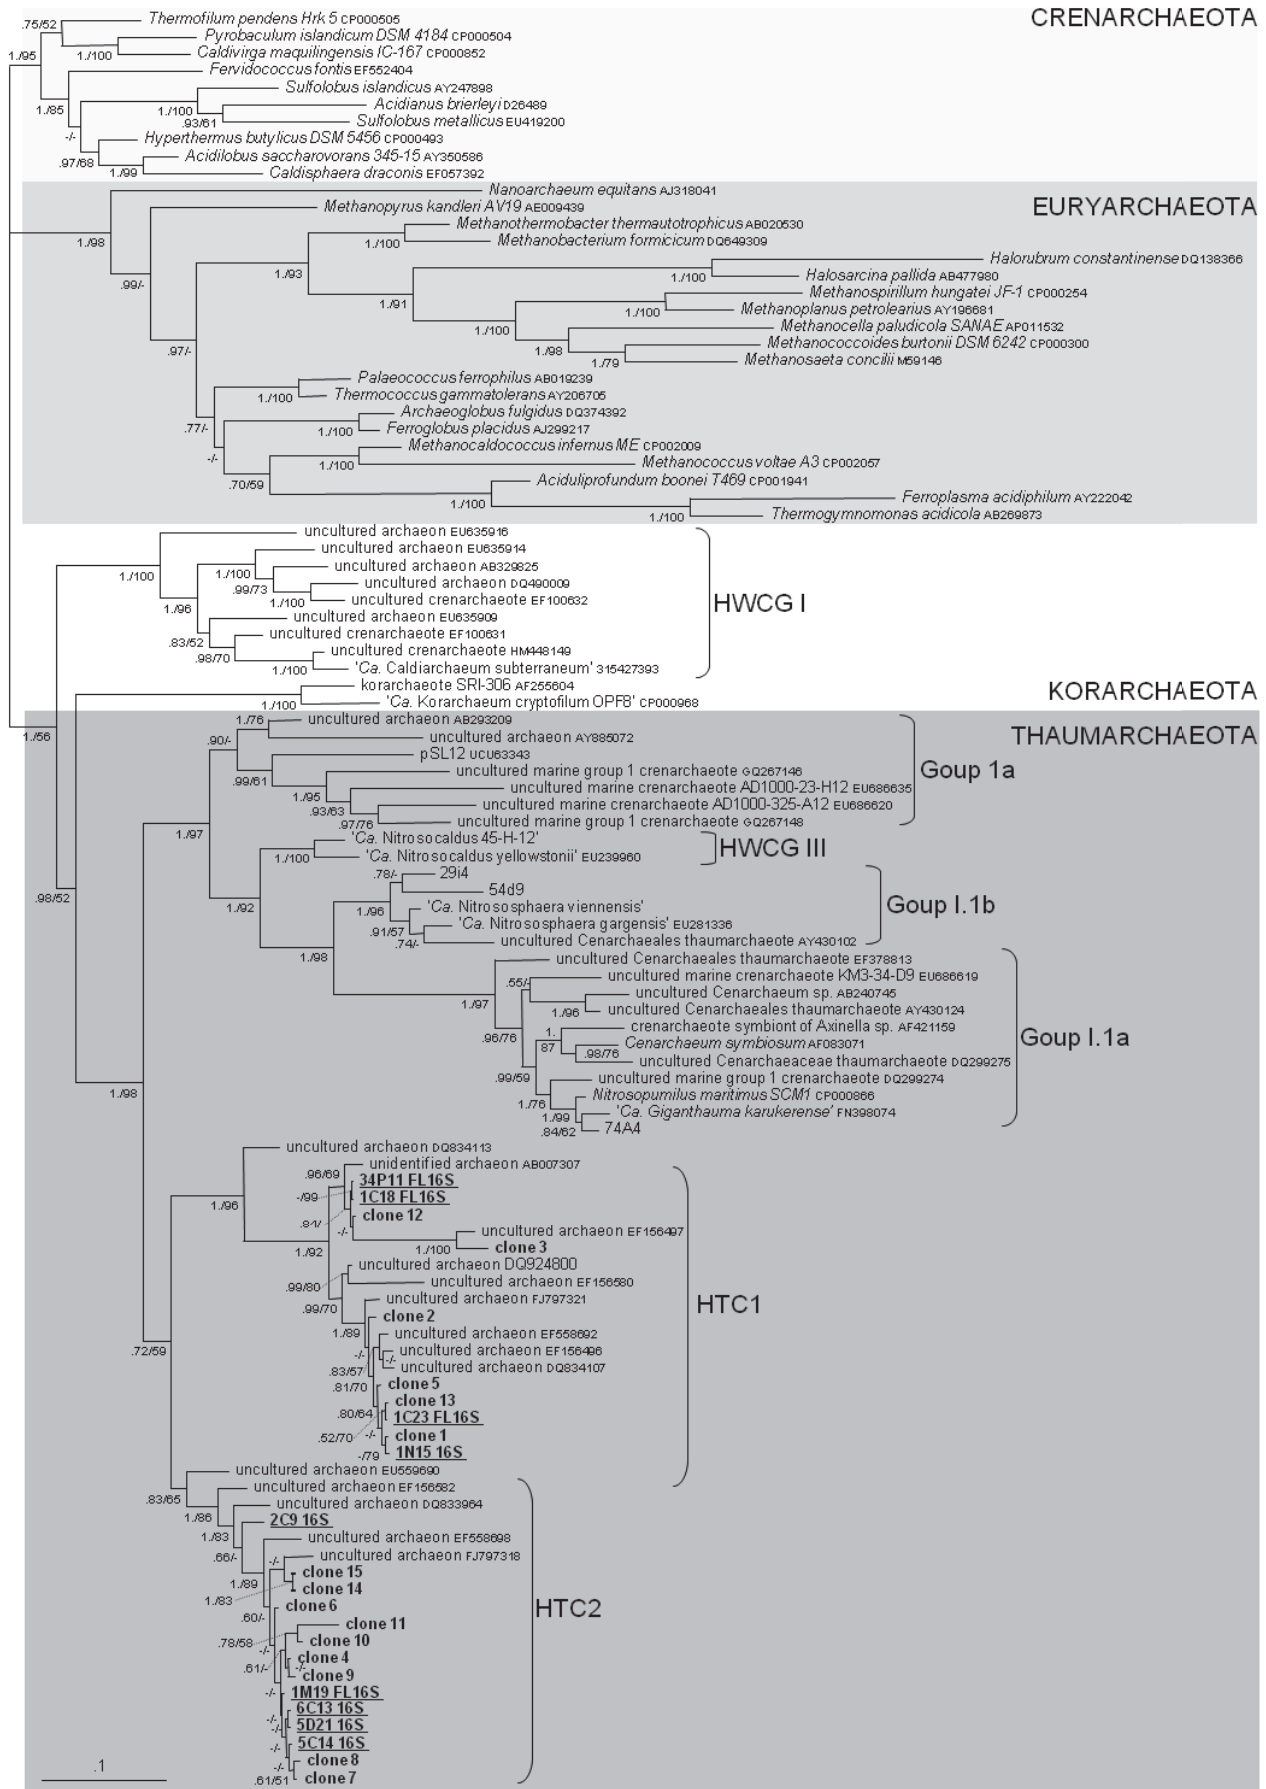 CRENARCHAEOTA
.75/52
Thermofilum pendens Hrk 5 CP000505
Pyrobaculum islandicum DSM 4184 CP000504
1./95
1./100
Caldivirga maquilingensis IC-167 CP000852
Fervidococcus fontis EF552404
Sulfolobus islandicus AY247898
1./85
1./100
Acidianus brierleyi D26489
.93/61
Sulfolobus metallicus EU419200
-/-
Hyperthermus butylicus DSM 5456 CP000493
.97/68
Acidilobus saccharovorans 345-15 AY350586
1./99
Caldisphaera draconis EF057392
EURYARCHAEOTA
Nanoarchaeum equitans AJ318041
Methanopyrus kandleri AV19 AE009439
Methanothermobacter thermautotrophicus AB020530
1./98
1./100
Methanobacterium formicicum DQ649309
Halorubrum constantinense DQ138366
1./93
1./100
Halosarcina pallida AB477980
.99/-
Methanospirillum hungatei JF-1 CP000254
1./91
1./100
Methanoplanus petrolearius AY196681
1./100
Methanocella paludicola SANAE AP011532
Methanococcoides burtonii DSM 6242 CP000300
.97/-
1./98
1./79
Methanosaeta concilii M59146
Palaeococcus ferrophilus AB019239
1./100
Thermococcus gammatolerans AY206705
Archaeoglobus fulgidus DQ374392
.77/-
1./100
Ferroglobus placidus AJ299217
Methanocaldococcus infernus ME CP002009
-/-
1./100
Methanococcus voltae A3 CP002057
.70/59
Aciduliprofundum boonei T469 CP001941
1./100
Ferroplasma acidiphilum AY222042
1./100
Thermogymnomonas acidicola AB269873
uncultured archaeon EU635916
uncultured archaeon EU635914
1./100
1./100
uncultured archaeon AB329825
.99/73
uncultured archaeon DQ490009
1./100
uncultured crenarchaeote EF100632
HWCG I
1./96
uncultured archaeon EU635909
.83/52
uncultured crenarchaeote EF100631
.98/70
uncultured crenarchaeote HM448149
1./100
'Ca. Caldiarchaeum subterraneum' 315427393
korarchaeote SRI-306 AF255604
KORARCHAEOTA
1./100
'Ca. Korarchaeum cryptofilum OPF8' CP000968
1./56
1./76
uncultured archaeon AB293209
THAUMARCHAEOTA
.90/-
uncultured archaeon AY885072
pSL12 UCU63343
.99/61
uncultured marine group 1 crenarchaeote GQ267146
Goup 1a
1./95
uncultured marine crenarchaeote AD1000-23-H12 EU686635
.93/63
uncultured marine crenarchaeote AD1000-325-A12 EU686620
.97/76
uncultured marine group 1 crenarchaeote GQ267148
1./97
'Ca. Nitrosocaldus 45-H-12'
HWCG III
1./100
'Ca. Nitrosocaldus yellowstonii' EU239960
.78/-
29i4
.98/52
54d9
1./92
1./96
'Ca. Nitrososphaera viennensis'
Goup I.1b
.91/57
'Ca. Nitrososphaera gargensis' EU281336
.74/-
uncultured Cenarchaeales thaumarchaeote AY430102
1./98
uncultured Cenarchaeales thaumarchaeote EF378813
.55/-
uncultured marine crenarchaeote KM3-34-D9 EU686619
1./97
uncultured Cenarchaeum sp. AB240745
1./96
uncultured Cenarchaeales thaumarchaeote AY430124
.96/76
1.
87
crenarchaeote symbiont of Axinella sp. AF421159
Goup I.1a
Cenarchaeum symbiosum AF083071
.98/76
uncultured Cenarchaeaceae thaumarchaeote DQ299275
.99/59
uncultured marine group 1 crenarchaeote DQ299274
1./98
1./76
Nitrosopumilus maritimus SCM1 CP000866
1./99
'Ca. Giganthauma karukerense' FN398074
.84/62
74A4
uncultured archaeon DQ834113
unidentified archaeon AB007307
.96/69
34P11 FL16S
1./96
-/99
1C18 FL16S
.91/
clone 12
-/-
uncultured archaeon EF156497
1./92
1./100
clone 3
uncultured archaeon DQ924800
.99/80
uncultured archaeon EF156580
.99/70
uncultured archaeon FJ797321
HTC1
clone 2
1./89
uncultured archaeon EF558692
-/-
uncultured archaeon EF156496
-/-
.83/57
uncultured archaeon DQ834107
.72/59
.81/70
clone 5
clone 13
.80/64
1C23 FL16S
.52/70
-/-
clone 1
-/79
1N15 16S
uncultured archaeon EU559690
uncultured archaeon EF156582
.83/65
uncultured archaeon DQ833964
1./86
2C9 16S
1./83
uncultured archaeon EF558698
.66/-
-/-
uncultured archaeon FJ797318
clone 15
1./89
clone 14
1./83
clone 6
HTC2
.60/-
clone 11
.78/58
clone 10
-/-
clone 4
.61/-
-/-
clone 9
-/-
1M19 FL16S
6C13 16S
-/-
5D21 16S
-/-
5C14 16S
-/-
clone 8
-/-
.61/51
clone 7
.1